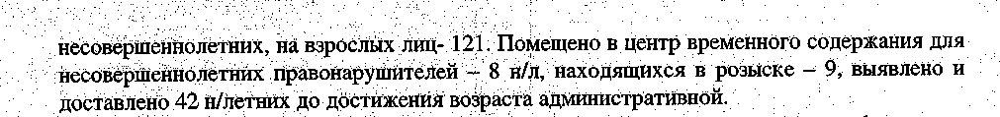 несовершеннолетних, на взрослых лиц- 121. Помещено в центр временного содержания для
несовершеннолетних правонарушителей – 8 н/л, находящихся в розыске – 9, выявлено и
доставлено 42 н/летних до достижения возраста административной.